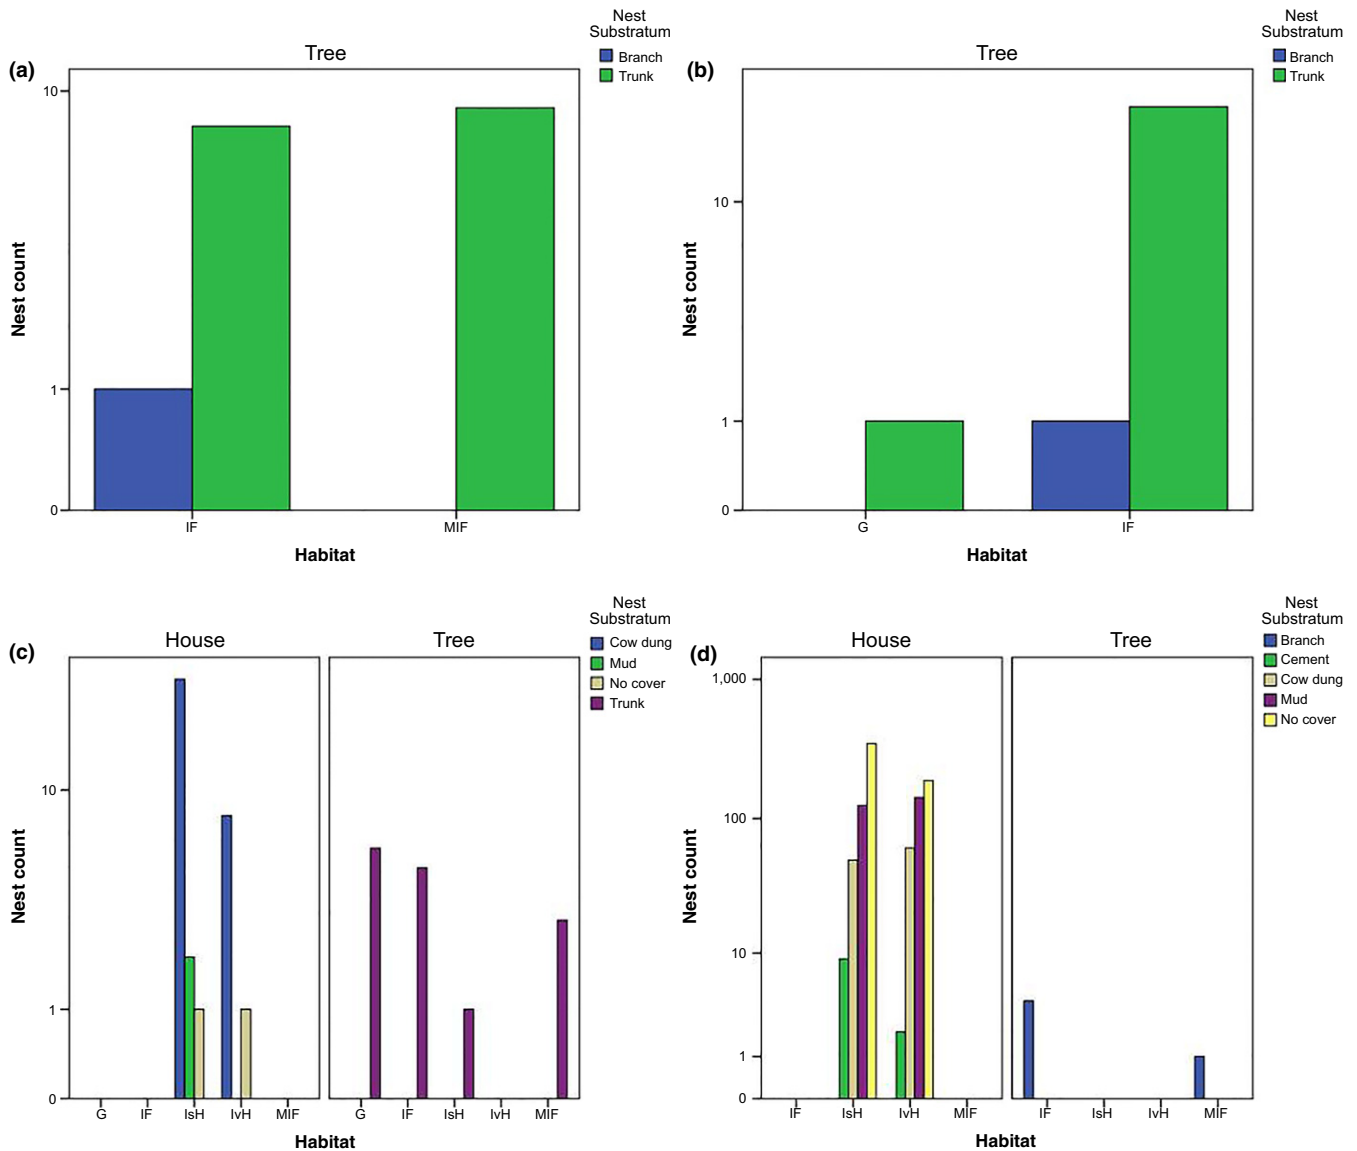 (a)
Tree
Nest
Substratum
Branch
Trunk
10
1
0
Nest count
IF
MIF
Habitat
(b)
Tree
Nest
Substratum
Branch
Trunk
10
1
0
Nest count
G
IF
Habitat
(c)
House
Tree
Nest
Substratum
Cow dung
Mud
No cover
Trunk
10
1
0
Nest count
G IF IsH IvH MIF
G IF IsH IvH MIF
Habitat
(d)
House
Tree
Nest
Substratum
Branch
Cement
Cow dung
Mud
No cover
1,000
100
10
1
0
Nest count
IF IsH IvH MIF
IF IsH IvH MIF
Habitat